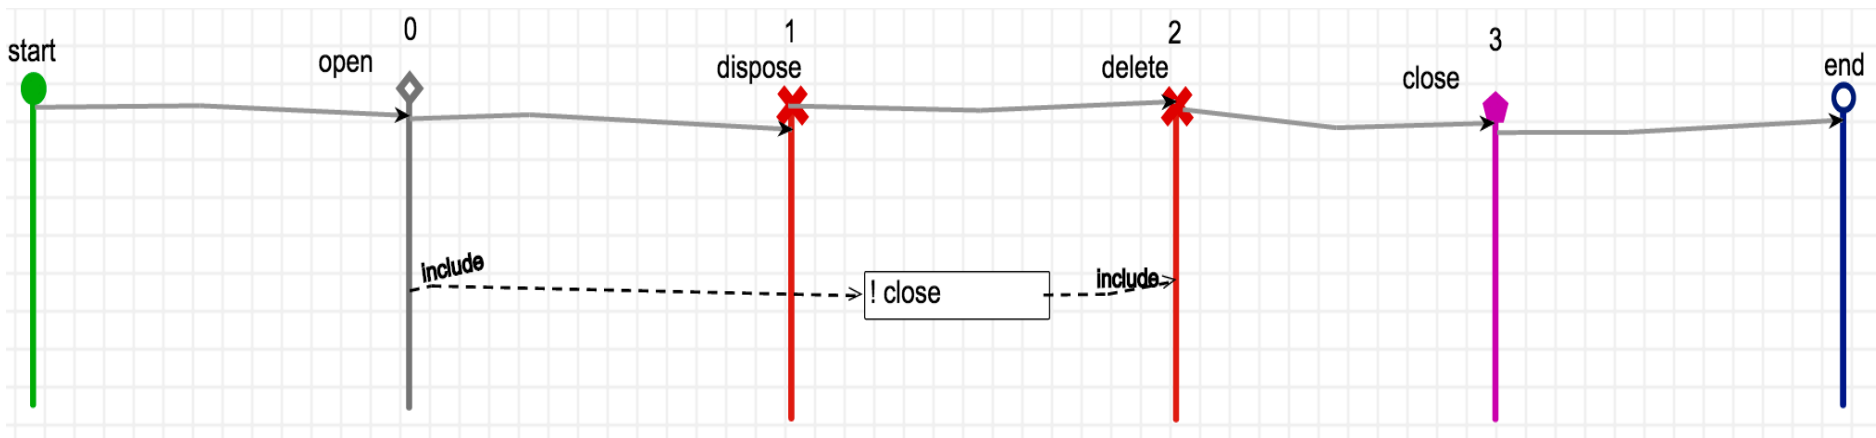 start
0
open
1
dispose
2
delete
3
close
end
include
! close
include